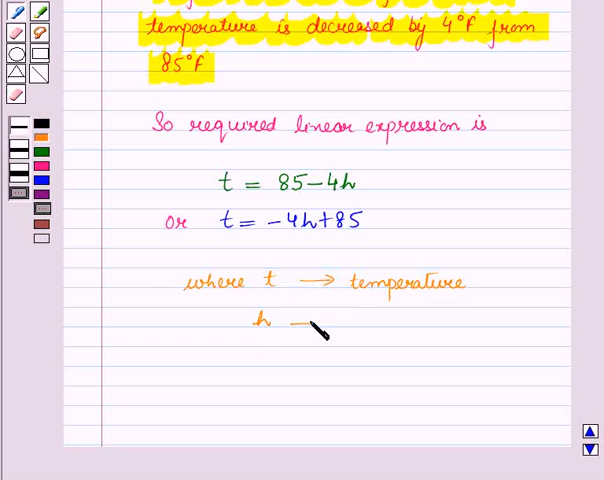 temperature is decreased by 4°F from
85°F
So required linear expression is
t = 85-4h
or t = -4h+85
where t → temperature
h →